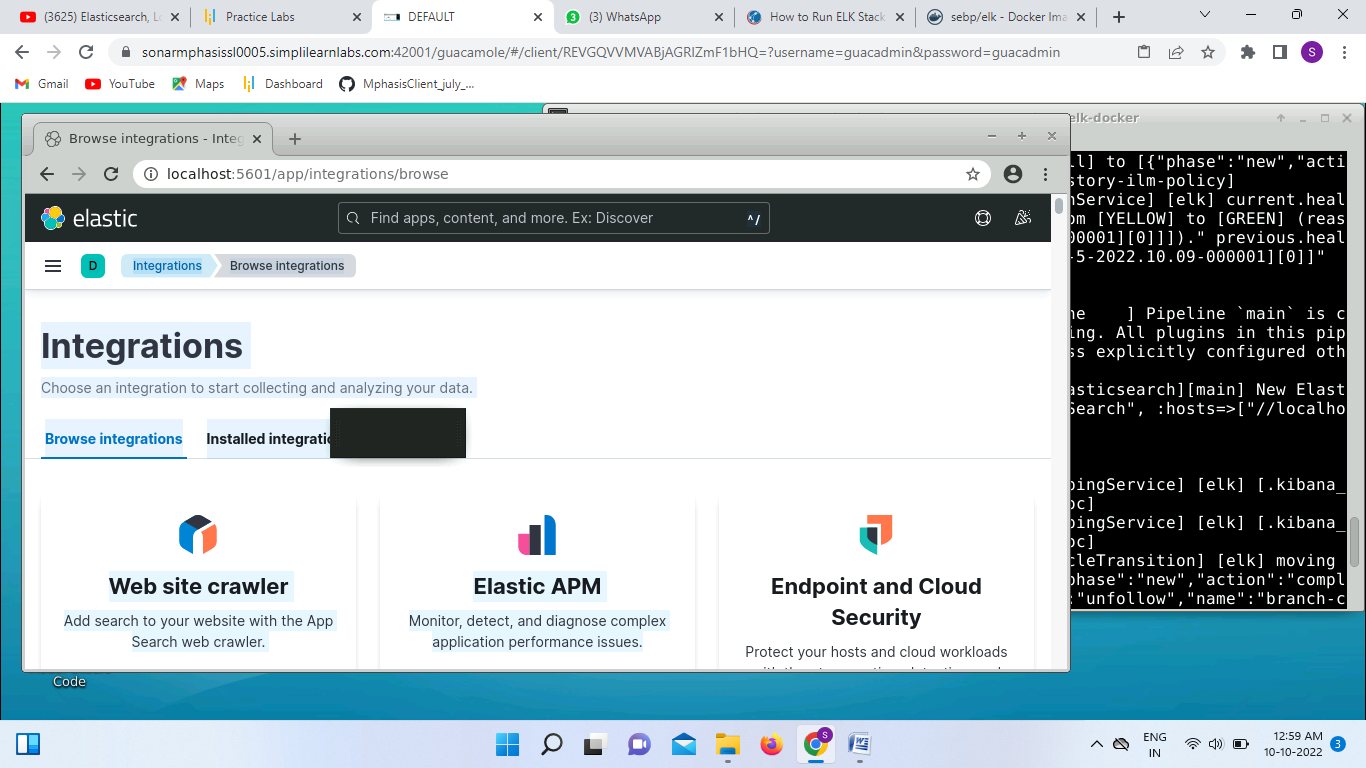 (3625) Elasticsearch, Lo
Practice Labs
DEFAULT
(3) WhatsApp
How to Run ELK Stack
sebp/elk - Docker Ima
sonarmphasissl0005.simplilearnlabs.com:42001/guacamole/#/client/REVGQVVMVABjAGRlZmF1bHQ=?username=guacadmin&password=guacadmin
S
Gmail
YouTube
Maps
Dashboard
MphasisClient_july_...
elk-docker
Browse integrations - Integ
localhost:5601/app/integrations/browse
elastic
Find apps, content, and more. Ex: Discover
^/
D
Integrations
Browse integrations
Integrations
Choose an integration to start collecting and analyzing your data.
Browse integrations
Installed integratio
Web site crawler
Add search to your website with the App
Search web crawler.
Elastic APM
Monitor, detect, and diagnose complex
application performance issues.
Endpoint and Cloud
Security
Protect your hosts and cloud workloads
ll] to [{"phase":"new","acti
story-ilm-policy]
nService] [elk] current.heal
om [YELLOW] to [GREEN] (reas
00001][0]]])." previous.heal
-5-2022.10.09-000001][0]]"
ne    ] Pipeline `main` is c
ing. All plugins in this pip
ss explicitly configured oth
asticsearch][main] New Elast
Search", :hosts=>["//localho
pingService] [elk] [.kibana_
oc]
pingService] [elk] [.kibana_
oc]
cleTransition] [elk] moving
phase":"new","action":"compl
:"unfollow","name":"branch-c
Code
S
ENG
IN
12:59 AM
10-10-2022
3